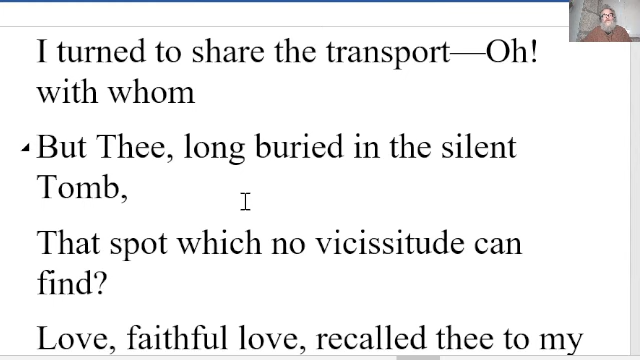 I turned to share the transport—Oh!
with whom
But Thee, long buried in the silent
Tomb,
That spot which no vicissitude can
find?
Love, faithful love, recalled thee to my